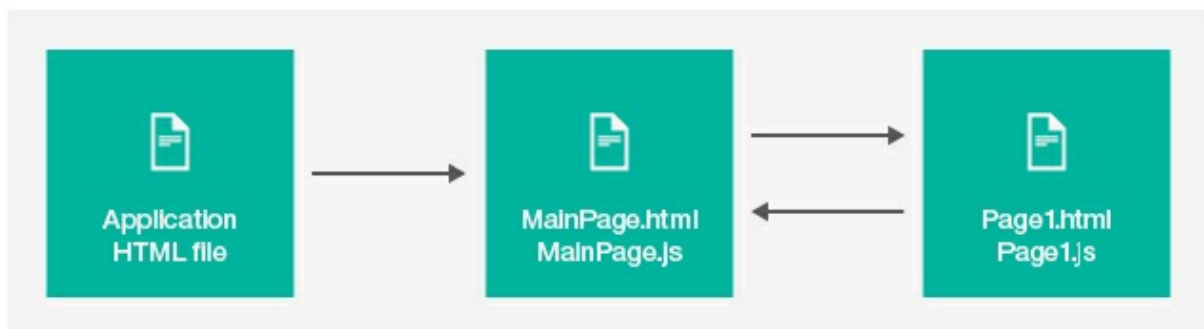 Application
HTML file
MainPage.html
MainPage.js
Page1.html
Page1.js